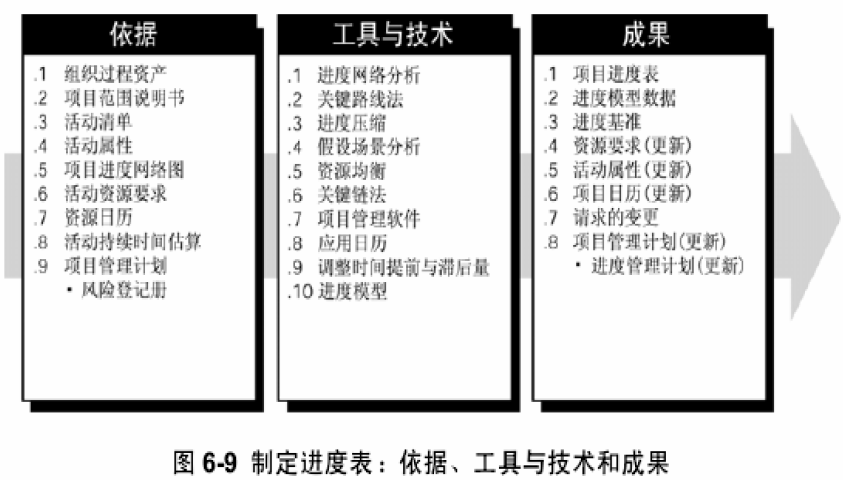 依据
.1 组织过程资产
.2 项目范围说明书
.3 活动清单
.4 活动属性
.5 项目进度网络图
.6 活动资源要求
.7 资源日历
.8 活动持续时间估算
.9 项目管理计划
• 风险登记册
工具与技术
.1 进度网络分析
.2 关键路线法
.3 进度压缩
.4 假设场景分析
.5 资源均衡
.6 关键链法
.7 项目管理软件
.8 应用日历
.9 调整时间提前与滞后量
.10 进度模型
成果
.1 项目进度表
.2 进度模型数据
.3 进度基准
.4 资源要求(更新)
.5 活动属性(更新)
.6 项目日历(更新)
.7 请求的变更
.8 项目管理计划(更新)
• 进度管理计划(更新)
图 6-9 制定进度表：依据、工具与技术和成果